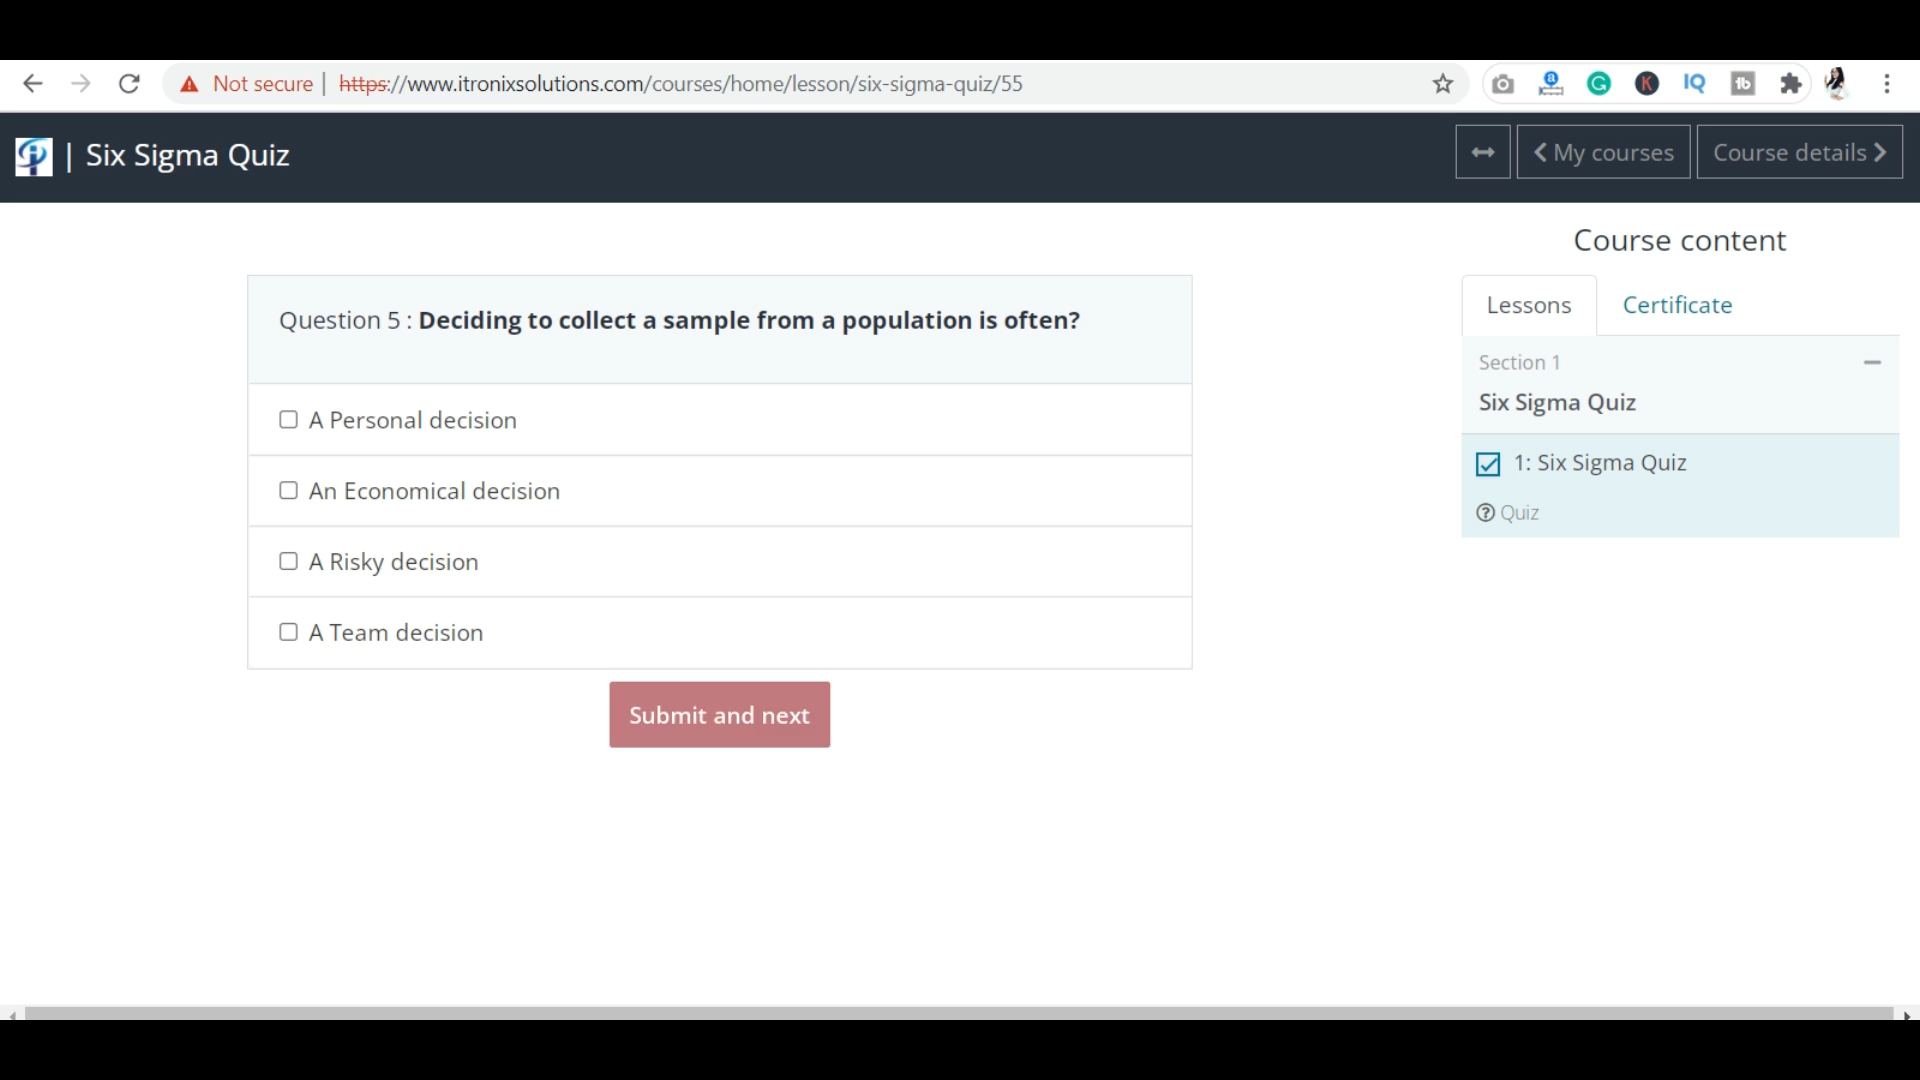 Not secure | https://www.itronixsolutions.com/courses/home/lesson/six-sigma-quiz/55
| Six Sigma Quiz
My courses
Course details
Course content
Lessons
Certificate
Section 1
Six Sigma Quiz
1: Six Sigma Quiz
Quiz
Question 5 : Deciding to collect a sample from a population is often?
A Personal decision
An Economical decision
A Risky decision
A Team decision
Submit and next